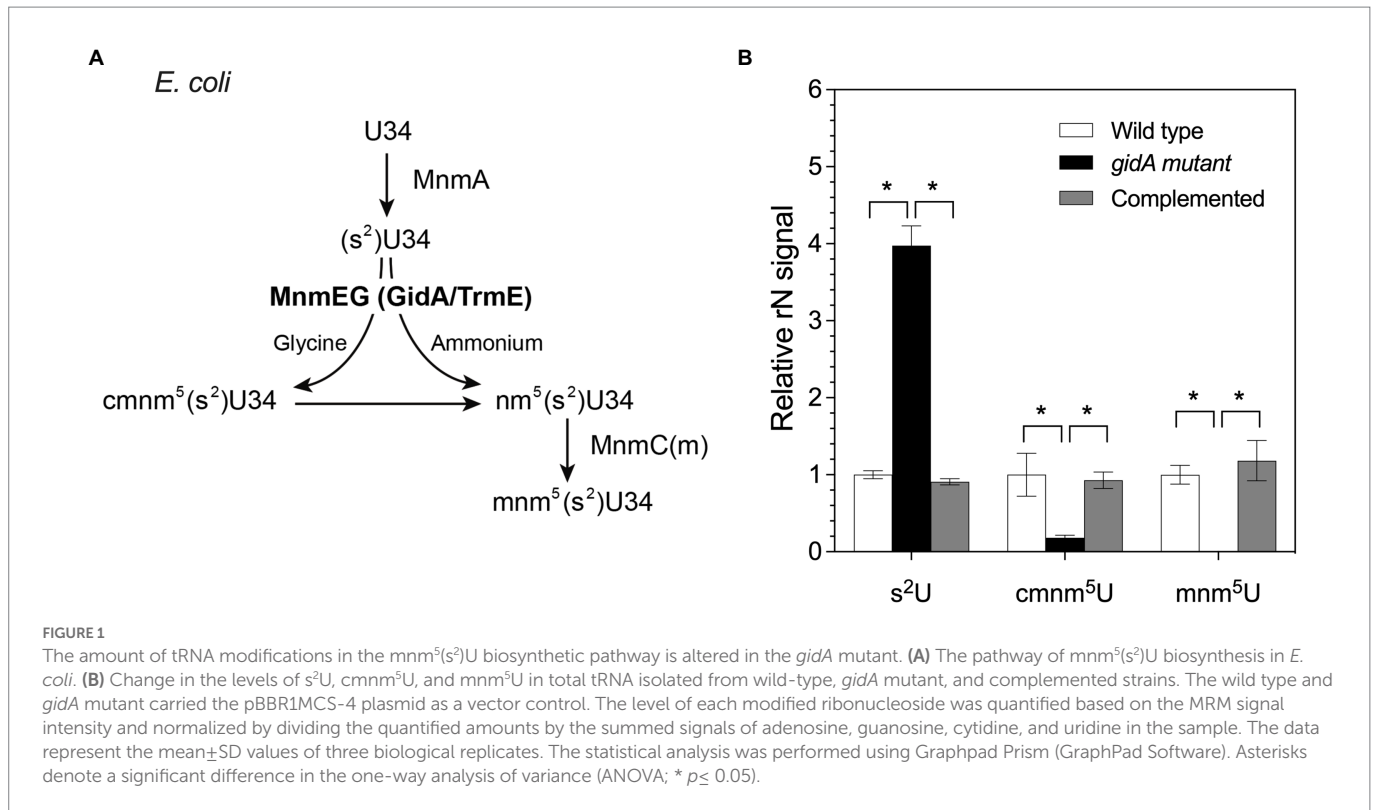 A
E. coli
U34
MnmA
(s²)U34
MnmEG (GidA/TrmE)
Glycine
Ammonium
cmnm⁵(s²)U34
nm⁵(s²)U34
MnmC(m)
mnm⁵(s²)U34
B
Relative rN signal
6
5
4
3
2
1
0
Wild type
gidA mutant
Complemented
* *
* *
* *
s²U
cmnm⁵U
mnm⁵U
FIGURE 1
The amount of tRNA modifications in the mnm⁵(s²)U biosynthetic pathway is altered in the gidA mutant. (A) The pathway of mnm⁵(s²)U biosynthesis in E.
coli. (B) Change in the levels of s²U, cmnm⁵U, and mnm⁵U in total tRNA isolated from wild-type, gidA mutant, and complemented strains. The wild type and
gidA mutant carried the pBBR1MCS-4 plasmid as a vector control. The level of each modified ribonucleoside was quantified based on the MRM signal
intensity and normalized by dividing the quantified amounts by the summed signals of adenosine, guanosine, cytidine, and uridine in the sample. The data
represent the mean±SD values of three biological replicates. The statistical analysis was performed using Graphpad Prism (GraphPad Software). Asterisks
denote a significant difference in the one-way analysis of variance (ANOVA; * p≤ 0.05).